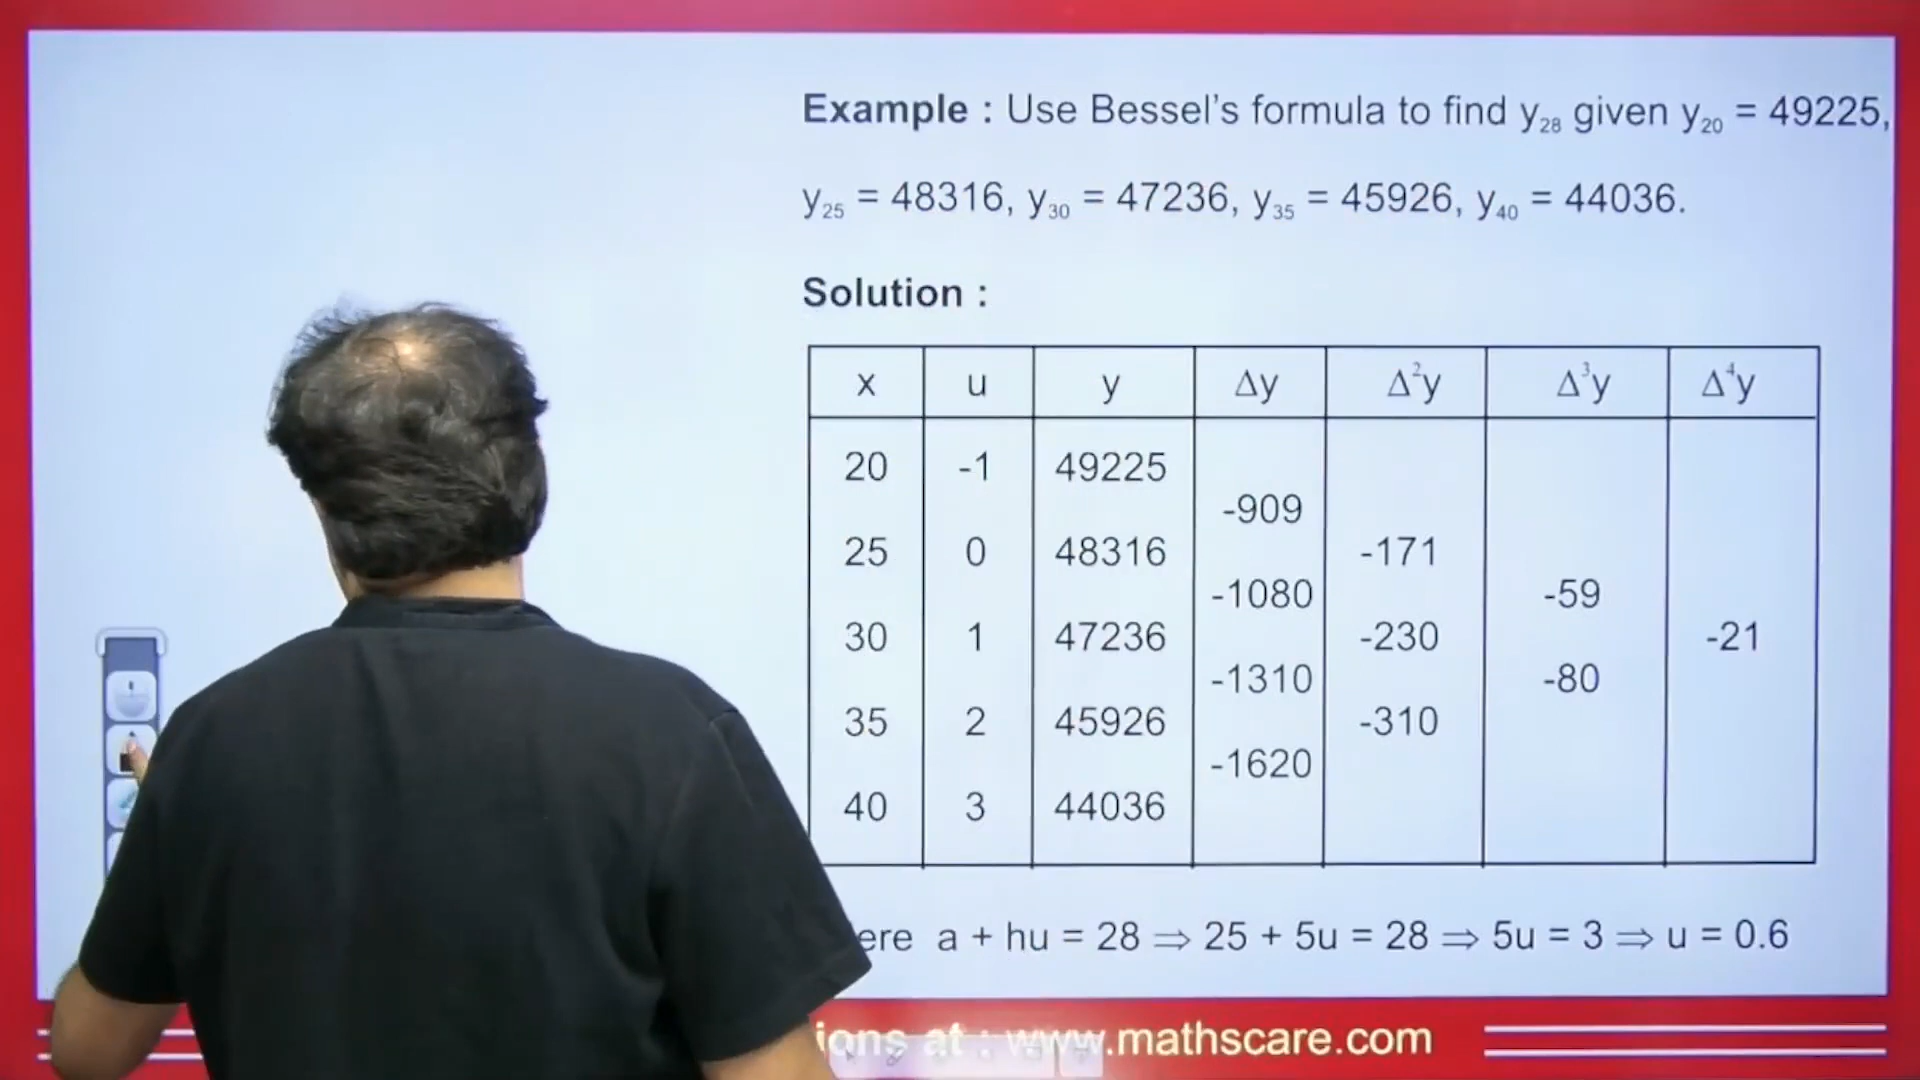 Example : Use Bessel's formula to find y₂₈ given y₂₀ = 49225,
y₂₅ = 48316, y₃₀ = 47236, y₃₅ = 45926, y₄₀ = 44036.
Solution :
x u y Δy Δ²y Δ³y Δ⁴y
20 -1 49225
-909
25 0 48316 -171
-1080 -59
30 1 47236 -230 -21
-1310 -80
35 2 45926 -310
-1620
40 3 44036
ere a + hu = 28 ⇒ 25 + 5u = 28 ⇒ 5u = 3 ⇒ u = 0.6
ions at : www.mathscare.com